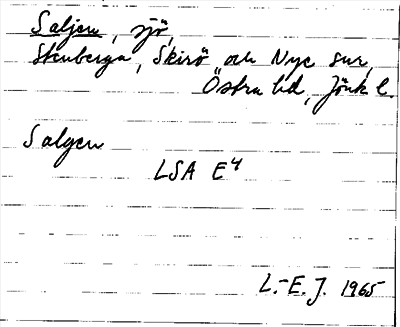 Saljen, sjö,
Stenberga, Skirö och Nye snr,
Östra hd, Jönk l.
Salgen
LSA E4
L.-E. J. 1965